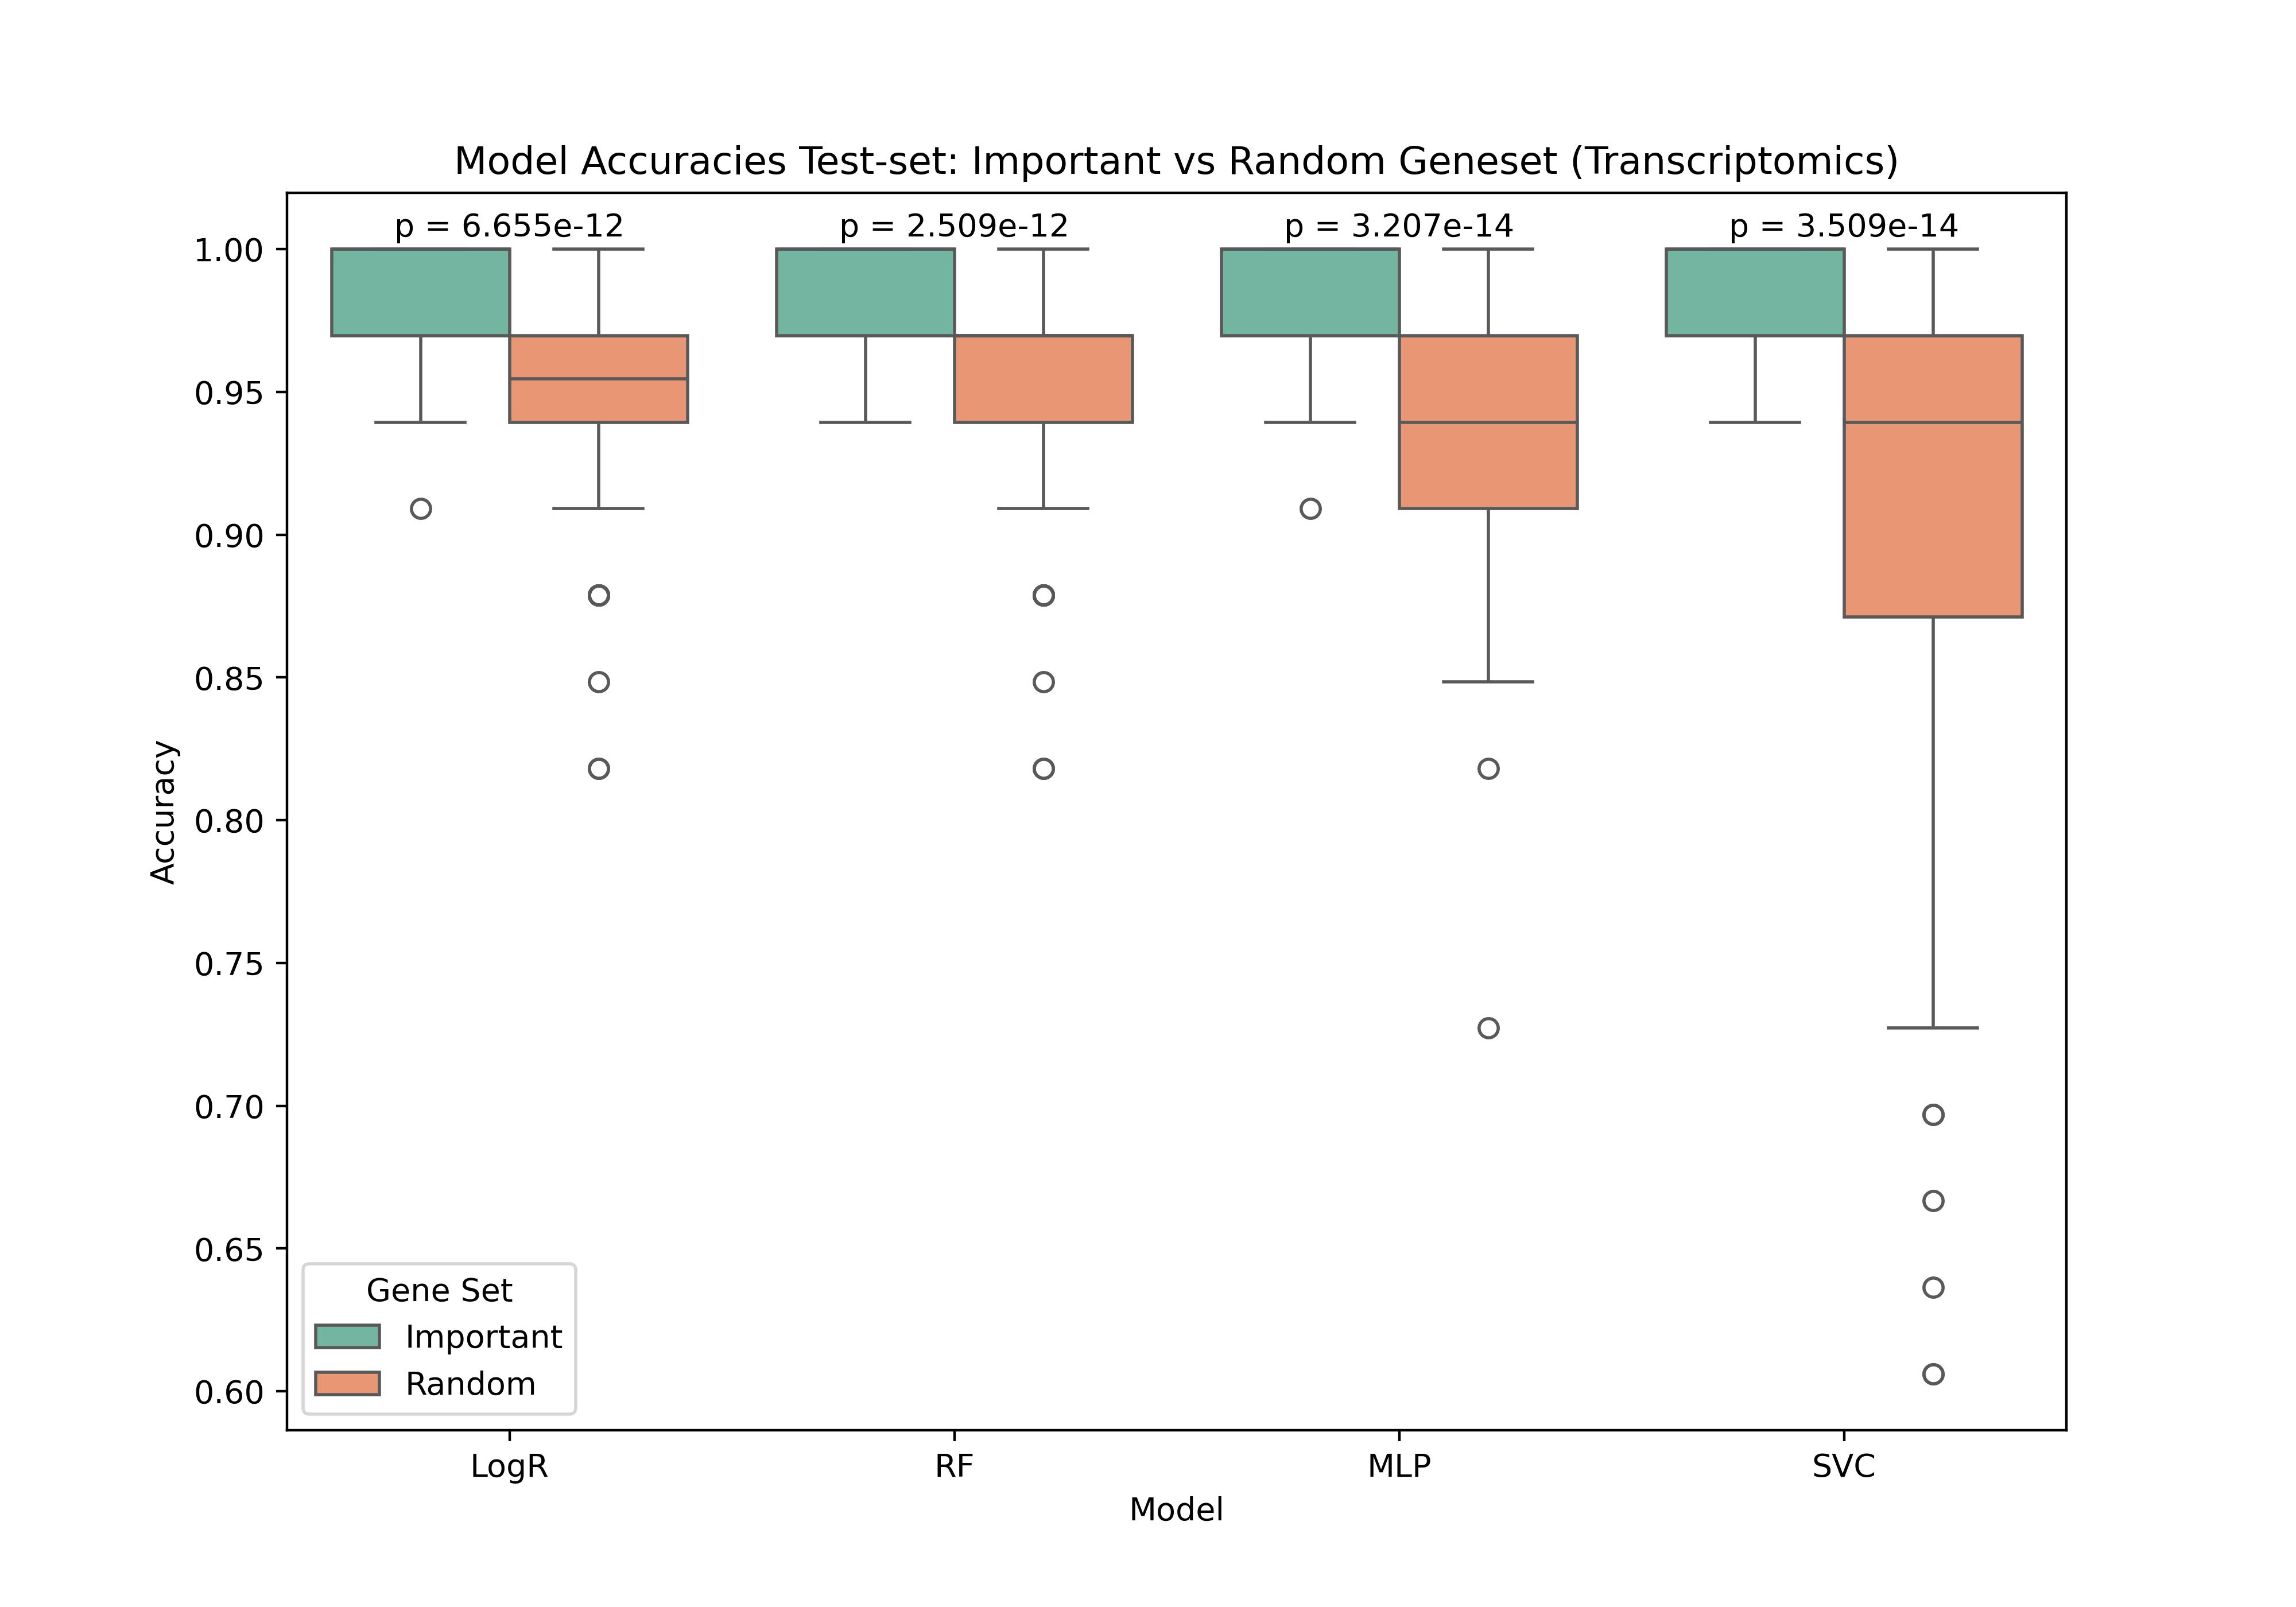 Model Accuracies Test-set: Important vs Random Geneset (Transcriptomics)
p = 6.655e-12
p = 2.509e-12
p = 3.207e-14
p = 3.509e-14
1.00
0.95
0.90
0.85
0.80
0.75
0.70
0.65
0.60
Accuracy
Gene Set
Important
Random
LogR
RF
MLP
SVC
Model